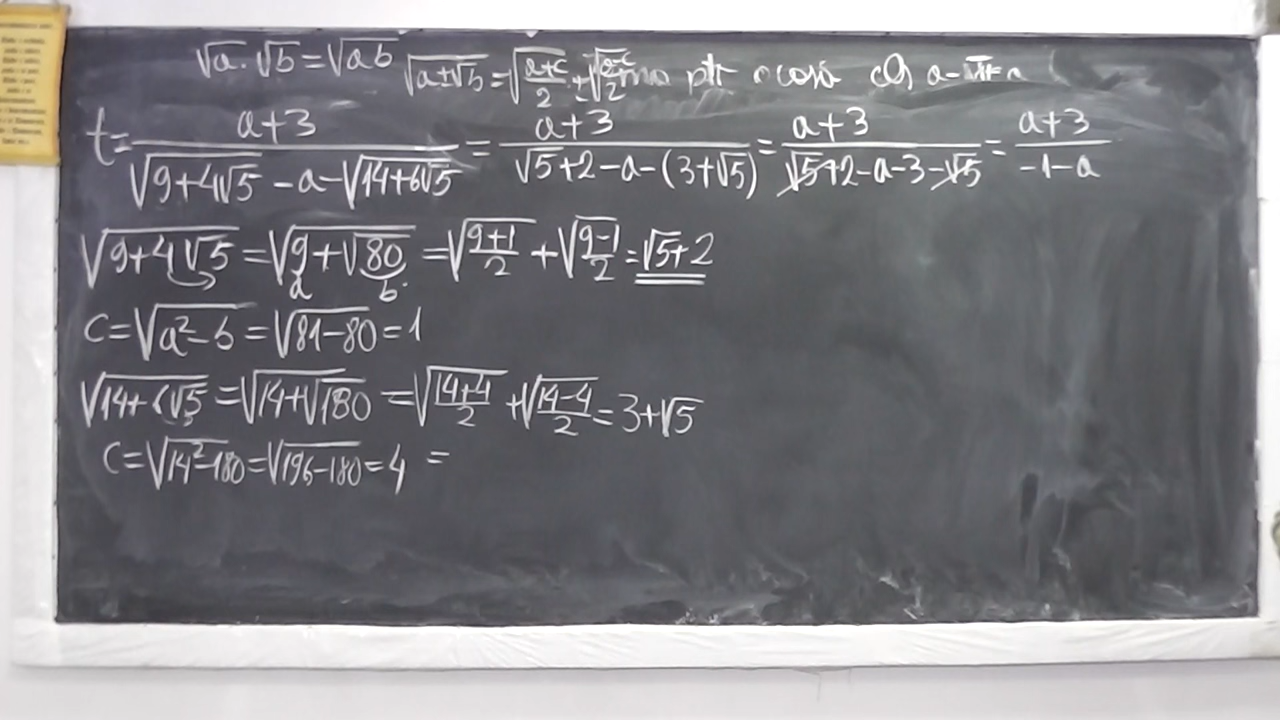 √a · √b = √ab √a±√b = √(a+c)/2 ± √(a-c)/2
t = (a+3)/(√9+4√5 - a - √14+6√5) = (a+3)/(√5+2-a-(3+√5)) = (a+3)/(√5+2-a-3-√5) = (a+3)/(-1-a)
√9+4√5 = √9+√80 = √(9+1)/2 + √(9-1)/2 = √5+2
a b
C = √a²-b = √81-80 = 1
√14+6√5 = √14+√180 = √(14+4)/2 + √(14-4)/2 = 3+√5
C = √14²-180 = √196-180 = 4 =